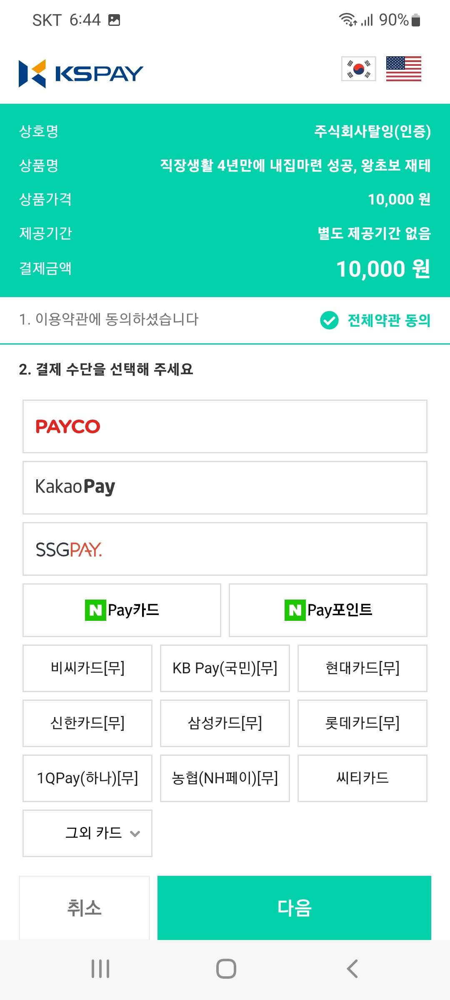 SKT 6:44 90%
KSPAY
상호명 주식회사탈잉(인증)
상품명 직장생활 4년만에 내집마련 성공, 왕초보 재테
상품가격 10,000 원
제공기간 별도 제공기간 없음
결제금액 10,000 원
1. 이용약관에 동의하셨습니다 전체약관 동의
2. 결제 수단을 선택해 주세요
PAYCO
KakaoPay
SSGPAY.
N Pay카드 N Pay포인트
비씨카드[무] KB Pay(국민)[무] 현대카드[무]
신한카드[무] 삼성카드[무] 롯데카드[무]
1QPay(하나)[무] 농협(NH페이)[무] 씨티카드
그외 카드
취소 다음